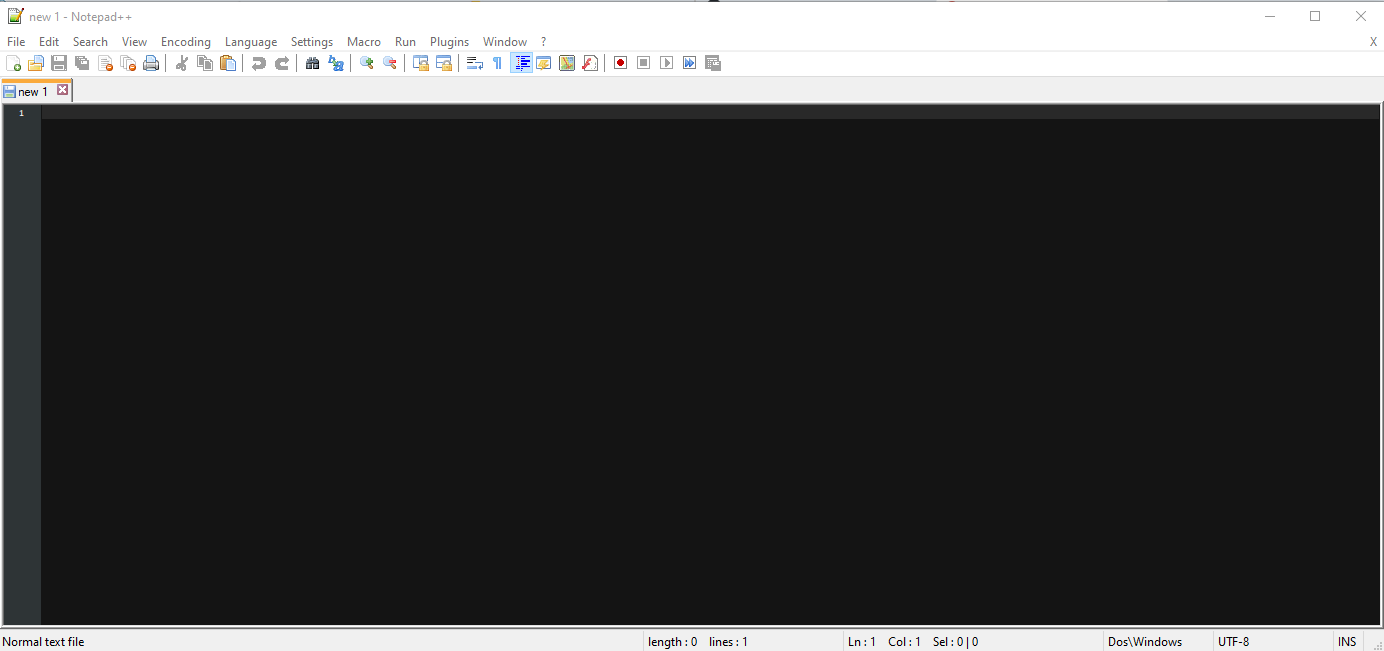 new 1 - Notepad++
File Edit Search View Encoding Language Settings Macro Run Plugins Window ? X
new 1
1
Normal text file length : 0 lines : 1 Ln : 1 Col : 1 Sel : 0 | 0 Dos\Windows UTF-8 INS